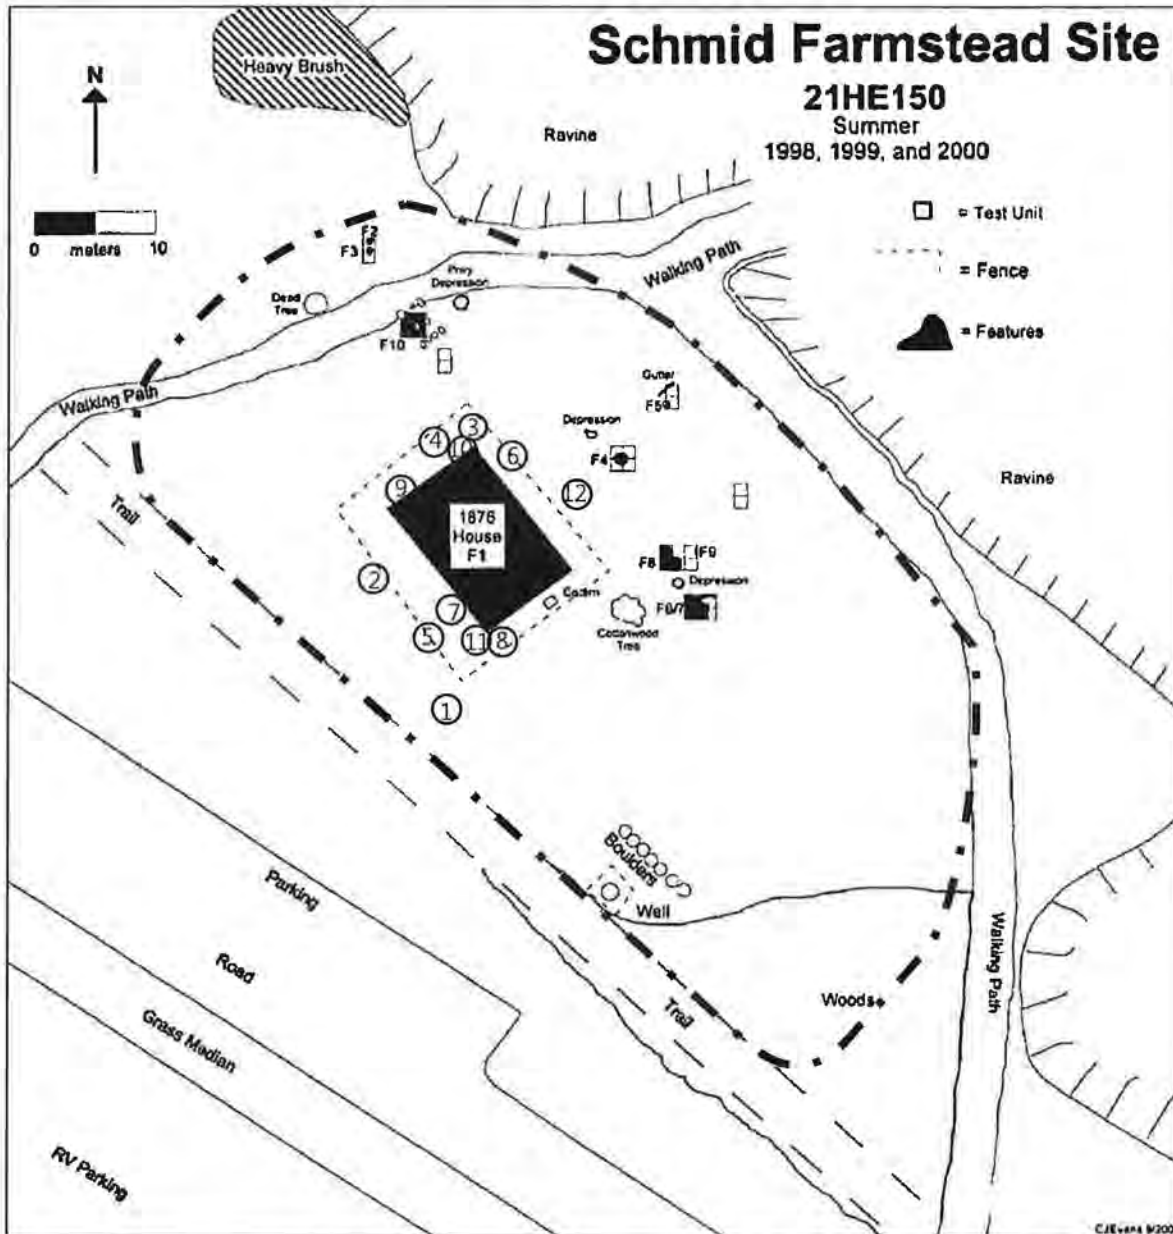 Schmid Farmstead Site
21HE150
Summer
1998, 1999, and 2000
N
Heavy Brush
Ravine
= Test Unit
= Fence
= Features
0 meters 10
F2
F3
Walking Path
Privy
Depression
Dead
Tree
F10
Walking Path
Gutter
F5
Depression
F4
Ravine
Trail
3
4
10
6
9
12
1876
House
F1
F8
F9
Depression
F6/7
Cottonwood
Tree
2
7
5
11
8
1
Boulders
Well
Parking
Walking Path
Woods
Trail
Road
Grass Median
RV Parking